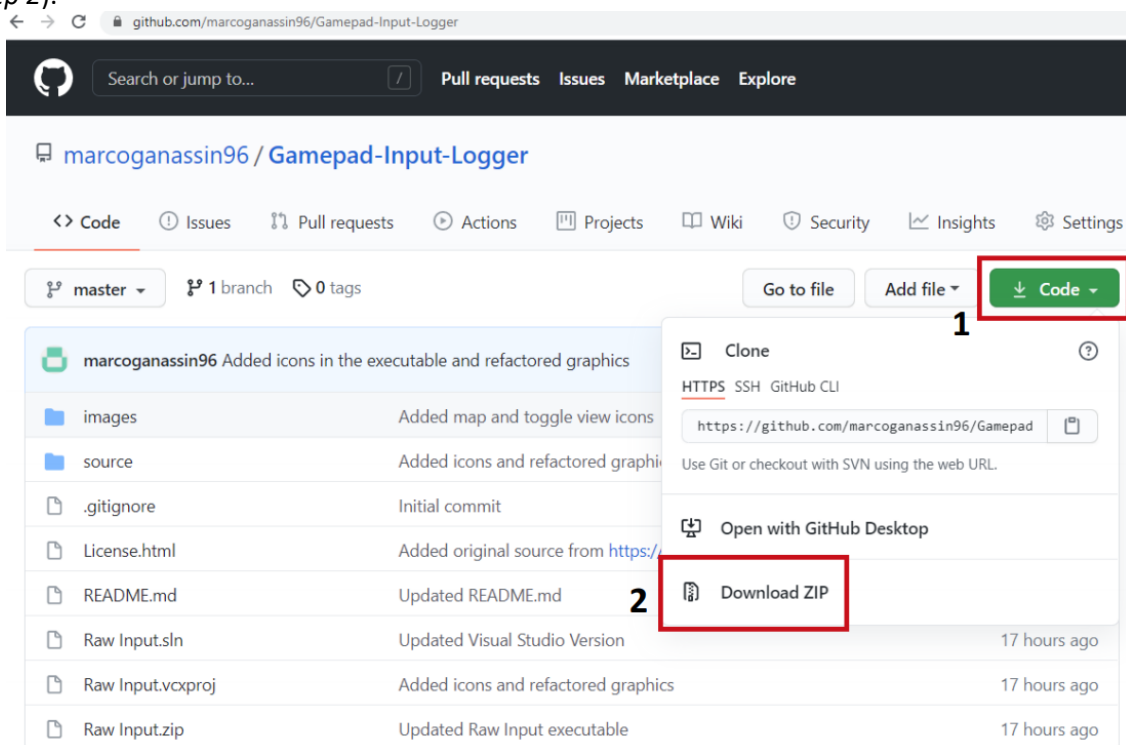 p 2).
github.com/marcoganassin96/Gamepad-Input-Logger
Search or jump to... / Pull requests Issues Marketplace Explore
marcoganassin96 / Gamepad-Input-Logger
<> Code Issues Pull requests Actions Projects Wiki Security Insights Settings
master 1 branch 0 tags Go to file Add file Code
1
marcoganassin96 Added icons in the executable and refactored graphics
Clone
HTTPS SSH GitHub CLI
https://github.com/marcoganassin96/Gamepad
Use Git or checkout with SVN using the web URL.
Open with GitHub Desktop
2 Download ZIP
images Added map and toggle view icons
source Added icons and refactored graphi
.gitignore Initial commit
License.html Added original source from https:/
README.md Updated README.md
Raw Input.sln Updated Visual Studio Version 17 hours ago
Raw Input.vcxproj Added icons and refactored graphics 17 hours ago
Raw Input.zip Updated Raw Input executable 17 hours ago